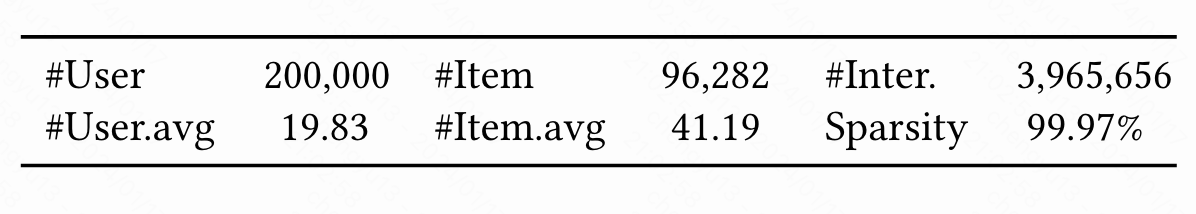 #User 200,000 #Item 96,282 #Inter. 3,965,656
#User.avg 19.83 #Item.avg 41.19 Sparsity 99.97%